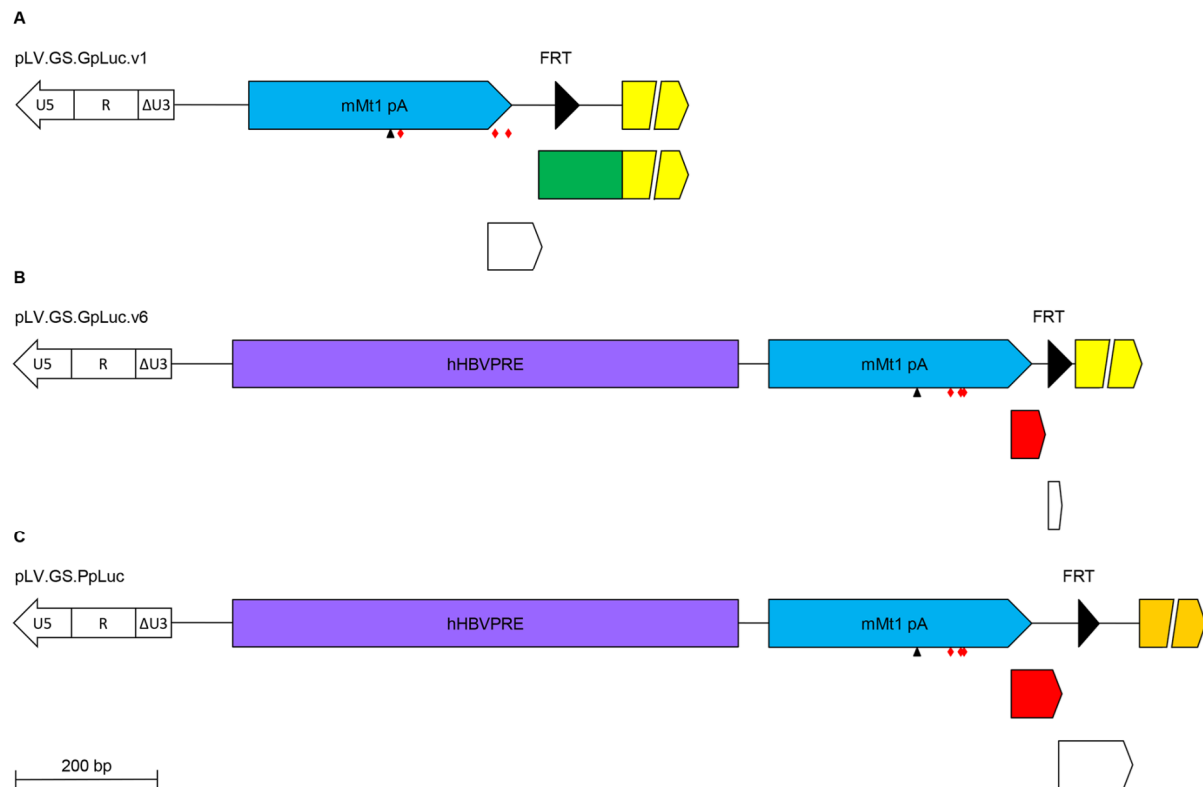 A
pLV.GS.GpLuc.v1
FRT
U5 R ΔU3 mMt1 pA
B
pLV.GS.GpLuc.v6
FRT
U5 R ΔU3 hHBVPRE mMt1 pA
C
pLV.GS.PpLuc
FRT
U5 R ΔU3 hHBVPRE mMt1 pA
200 bp